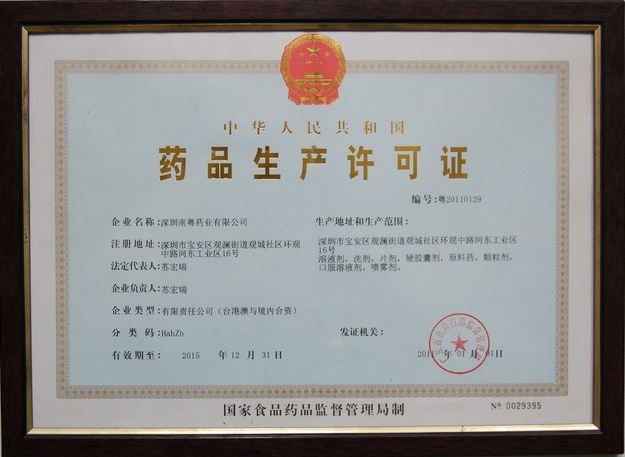 中华人民共和国
药品生产许可证
编号:粤20110129
企业名称:深圳南粤药业有限公司
注册地址:深圳市宝安区观澜街道观城社区环观
中路河东工业区16号
法定代表人:苏宏瑞
企业负责人:苏宏瑞
企业类型:有限责任公司（台港澳与境内合资）
分类码:HabZb
有效期至: 2015 年 12 月 31 日
生产地址和生产范围:
深圳市宝安区观澜街道观城社区环观中路河东工业区
16号
溶液剂，洗剂，片剂，硬胶囊剂，原料药，颗粒剂，
口服溶液剂，喷雾剂。
发证机关:
年 01 月 01日
国家食品药品监督管理局制
Nº 0029395